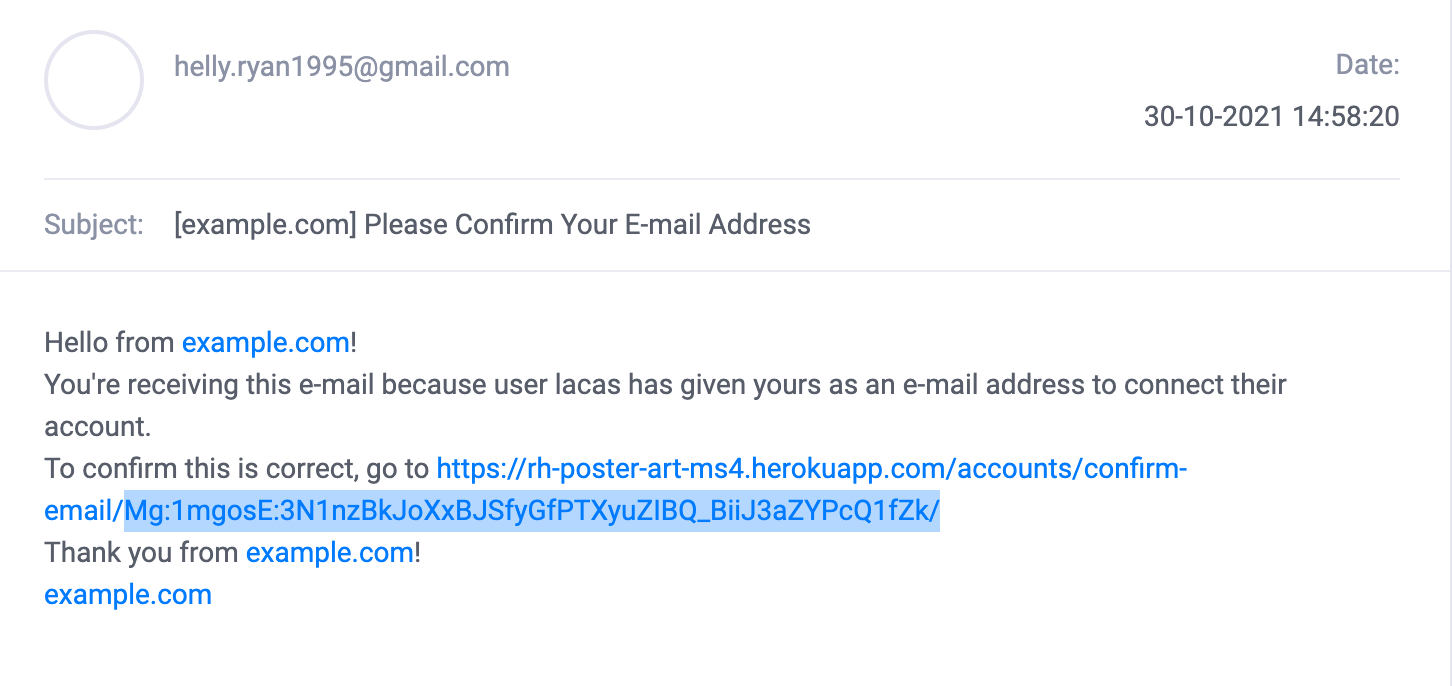 helly.ryan1995@gmail.com
Date:
30-10-2021 14:58:20
Subject: [example.com] Please Confirm Your E-mail Address
Hello from example.com!
You're receiving this e-mail because user lacas has given yours as an e-mail address to connect their
account.
To confirm this is correct, go to https://rh-poster-art-ms4.herokuapp.com/accounts/confirm-
email/Mg:1mgosE:3N1nzBkJoXxBJSfyGfPTXyuZIBQ_BiiJ3aZYPcQ1fZk/
Thank you from example.com!
example.com